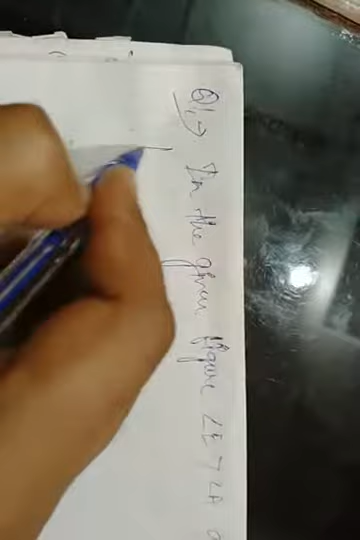 Q1→ In the given figure ∠E > ∠A a